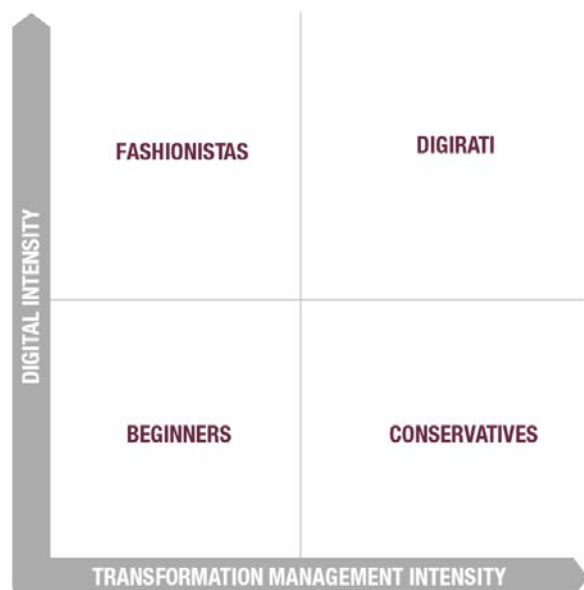 FASHIONISTAS
DIGIRATI
DIGITAL INTENSITY
BEGINNERS
CONSERVATIVES
TRANSFORMATION MANAGEMENT INTENSITY